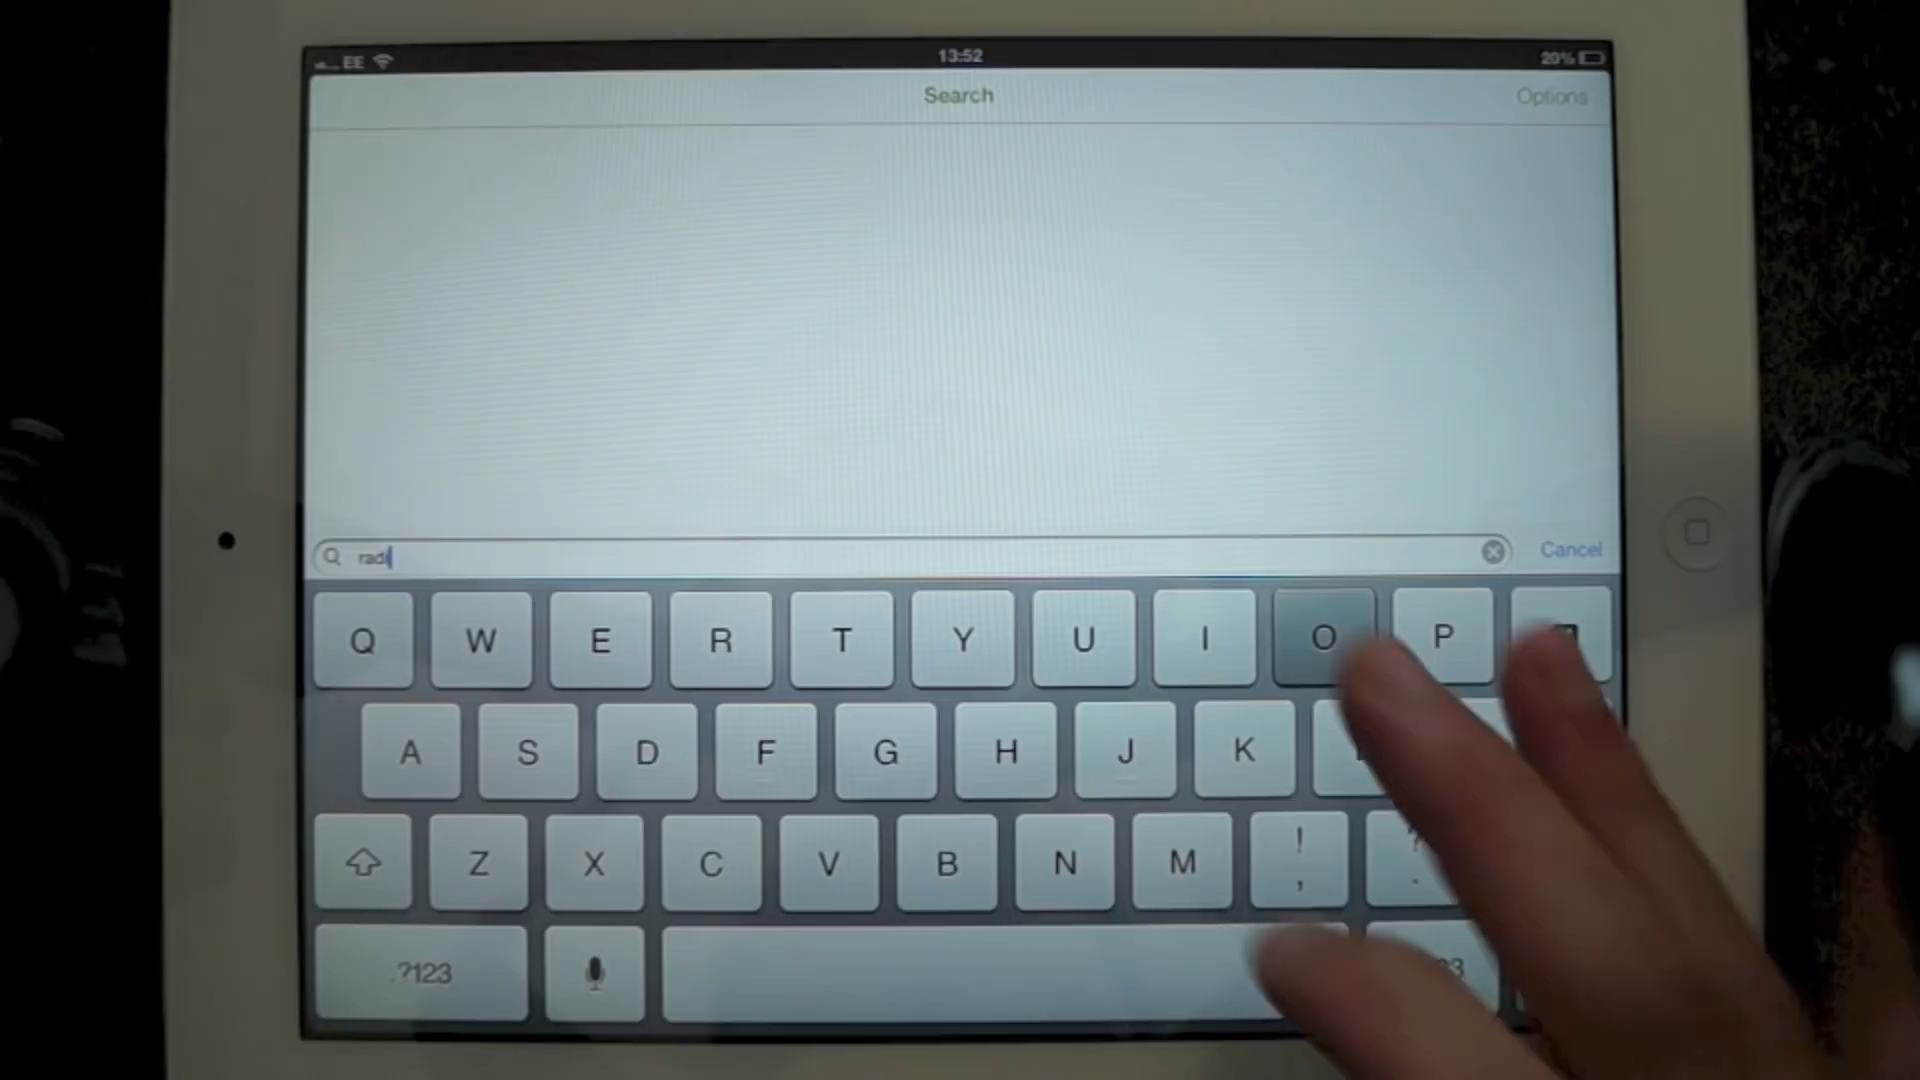 EE 13:52 20%
Search Options
radi Cancel
Q W E R T Y U I O P
A S D F G H J K
Z X C V B N M ! , ? .
.?123